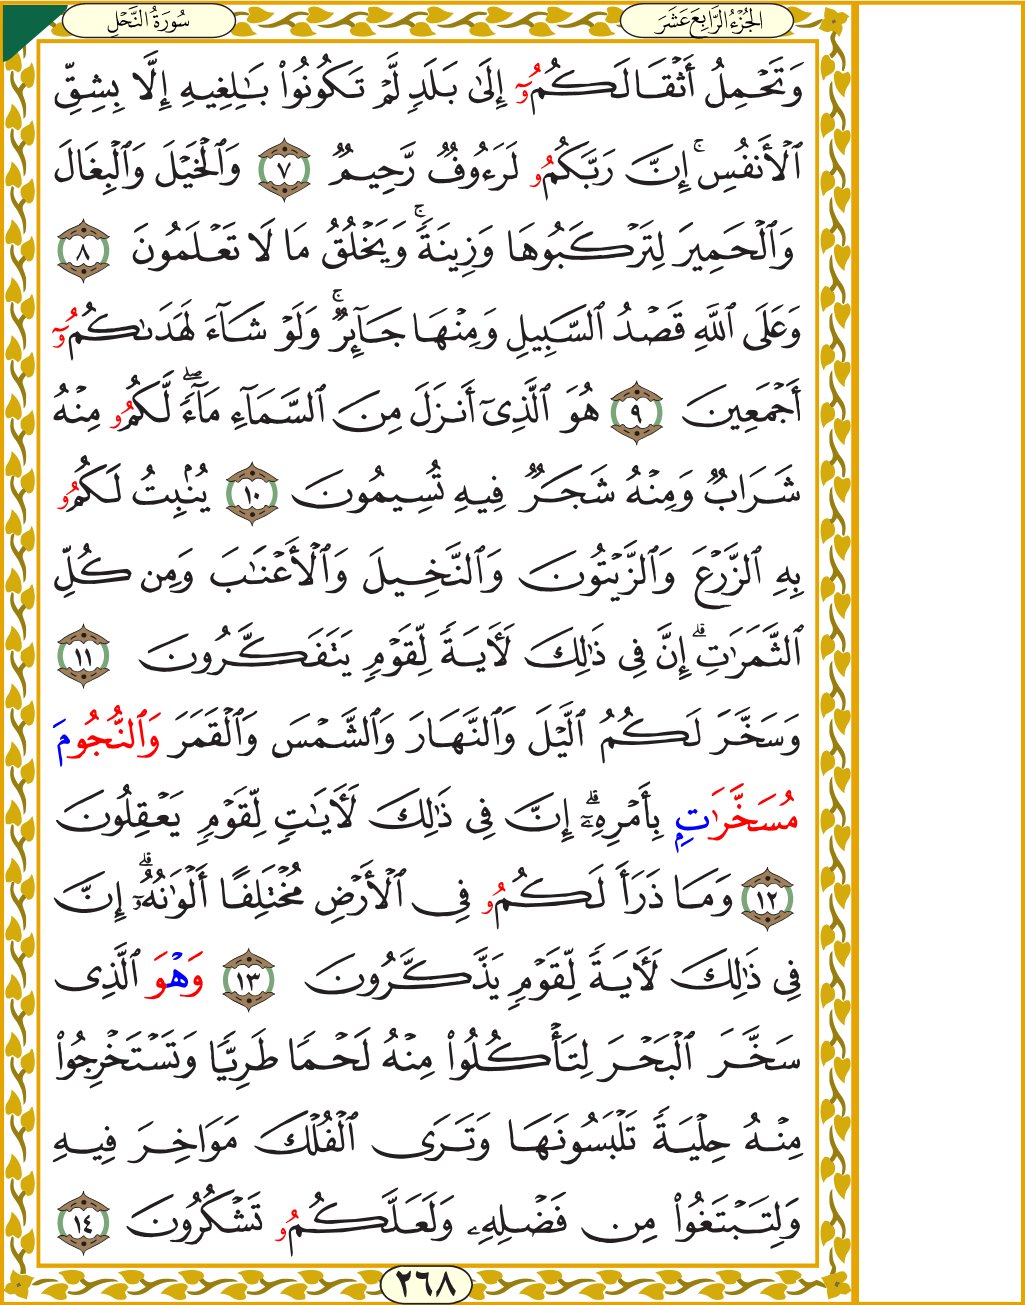 الجُزْءُ الرَّابِعَ عَشَرَ
سُورَةُ النَّحْلِ
وَتَحْمِلُ أَثْقَالَكُمُۥٓ إِلَىٰ بَلَدٍ لَّمْ تَكُونُوا۟ بَـٰلِغِيهِ إِلَّا بِشِقِّ
ٱلْأَنفُسِ ۚ إِنَّ رَبَّكُمُۥ لَرَءُوفٌ رَّحِيمٌ ٧ وَٱلْخَيْلَ وَٱلْبِغَالَ
وَٱلْحَمِيرَ لِتَرْكَبُوهَا وَزِينَةً ۚ وَيَخْلُقُ مَا لَا تَعْلَمُونَ ٨
وَعَلَى ٱللَّهِ قَصْدُ ٱلسَّبِيلِ وَمِنْهَا جَآئِرٌ ۚ وَلَوْ شَآءَ لَهَدَىٰكُمُۥٓ
أَجْمَعِينَ ٩ هُوَ ٱلَّذِىٓ أَنزَلَ مِنَ ٱلسَّمَآءِ مَآءً ۖ لَّكُمُۥ مِنْهُ
شَرَابٌ وَمِنْهُ شَجَرٌ فِيهِ تُسِيمُونَ ١٠ يُنۢبِتُ لَكُمُۥ
بِهِ ٱلزَّرْعَ وَٱلزَّيْتُونَ وَٱلنَّخِيلَ وَٱلْأَعْنَـٰبَ وَمِن كُلِّ
ٱلثَّمَرَٰتِ ۗ إِنَّ فِى ذَٰلِكَ لَـَٔايَةً لِّقَوْمٍ يَتَفَكَّرُونَ ١١
وَسَخَّرَ لَكُمُ ٱلَّيْلَ وَٱلنَّهَارَ وَٱلشَّمْسَ وَٱلْقَمَرَ وَٱلنُّجُومَ
مُسَخَّرَٰتٍۭ بِأَمْرِهِۦٓ ۗ إِنَّ فِى ذَٰلِكَ لَـَٔايَـٰتٍ لِّقَوْمٍ يَعْقِلُونَ
١٢ وَمَا ذَرَأَ لَكُمُۥ فِى ٱلْأَرْضِ مُخْتَلِفًا أَلْوَٰنُهُۥٓ ۗ إِنَّ
فِى ذَٰلِكَ لَـَٔايَةً لِّقَوْمٍ يَذَّكَّرُونَ ١٣ وَهْوَ ٱلَّذِى
سَخَّرَ ٱلْبَحْرَ لِتَأْكُلُوا۟ مِنْهُ لَحْمًا طَرِيًّا وَتَسْتَخْرِجُوا۟
مِنْهُ حِلْيَةً تَلْبَسُونَهَا وَتَرَى ٱلْفُلْكَ مَوَاخِرَ فِيهِ
وَلِتَبْتَغُوا۟ مِن فَضْلِهِۦ وَلَعَلَّكُمُۥ تَشْكُرُونَ ١٤
٢٦٨